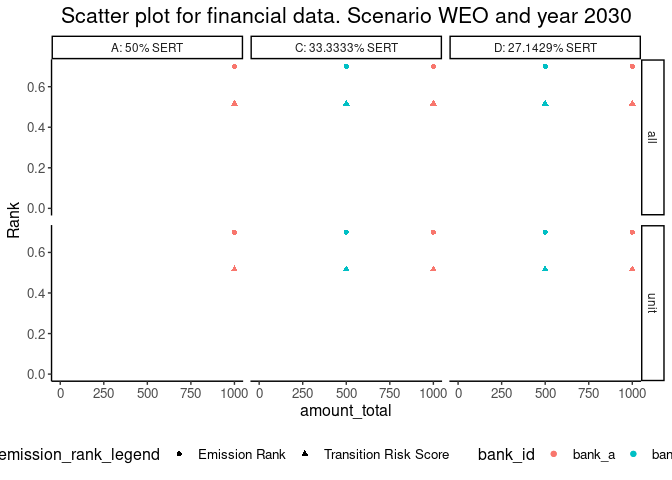 Scatter plot for financial data. Scenario WEO and year 2030
A: 50% SERT
C: 33.3333% SERT
D: 27.1429% SERT
0.6
0.4
0.2
0.0
all
Rank
0.6
0.4
0.2
0.0
unit
0 250 500 750 1000 0 250 500 750 1000 0 250 500 750 1000
amount_total
emission_rank_legend Emission Rank Transition Risk Score bank_id bank_a ban